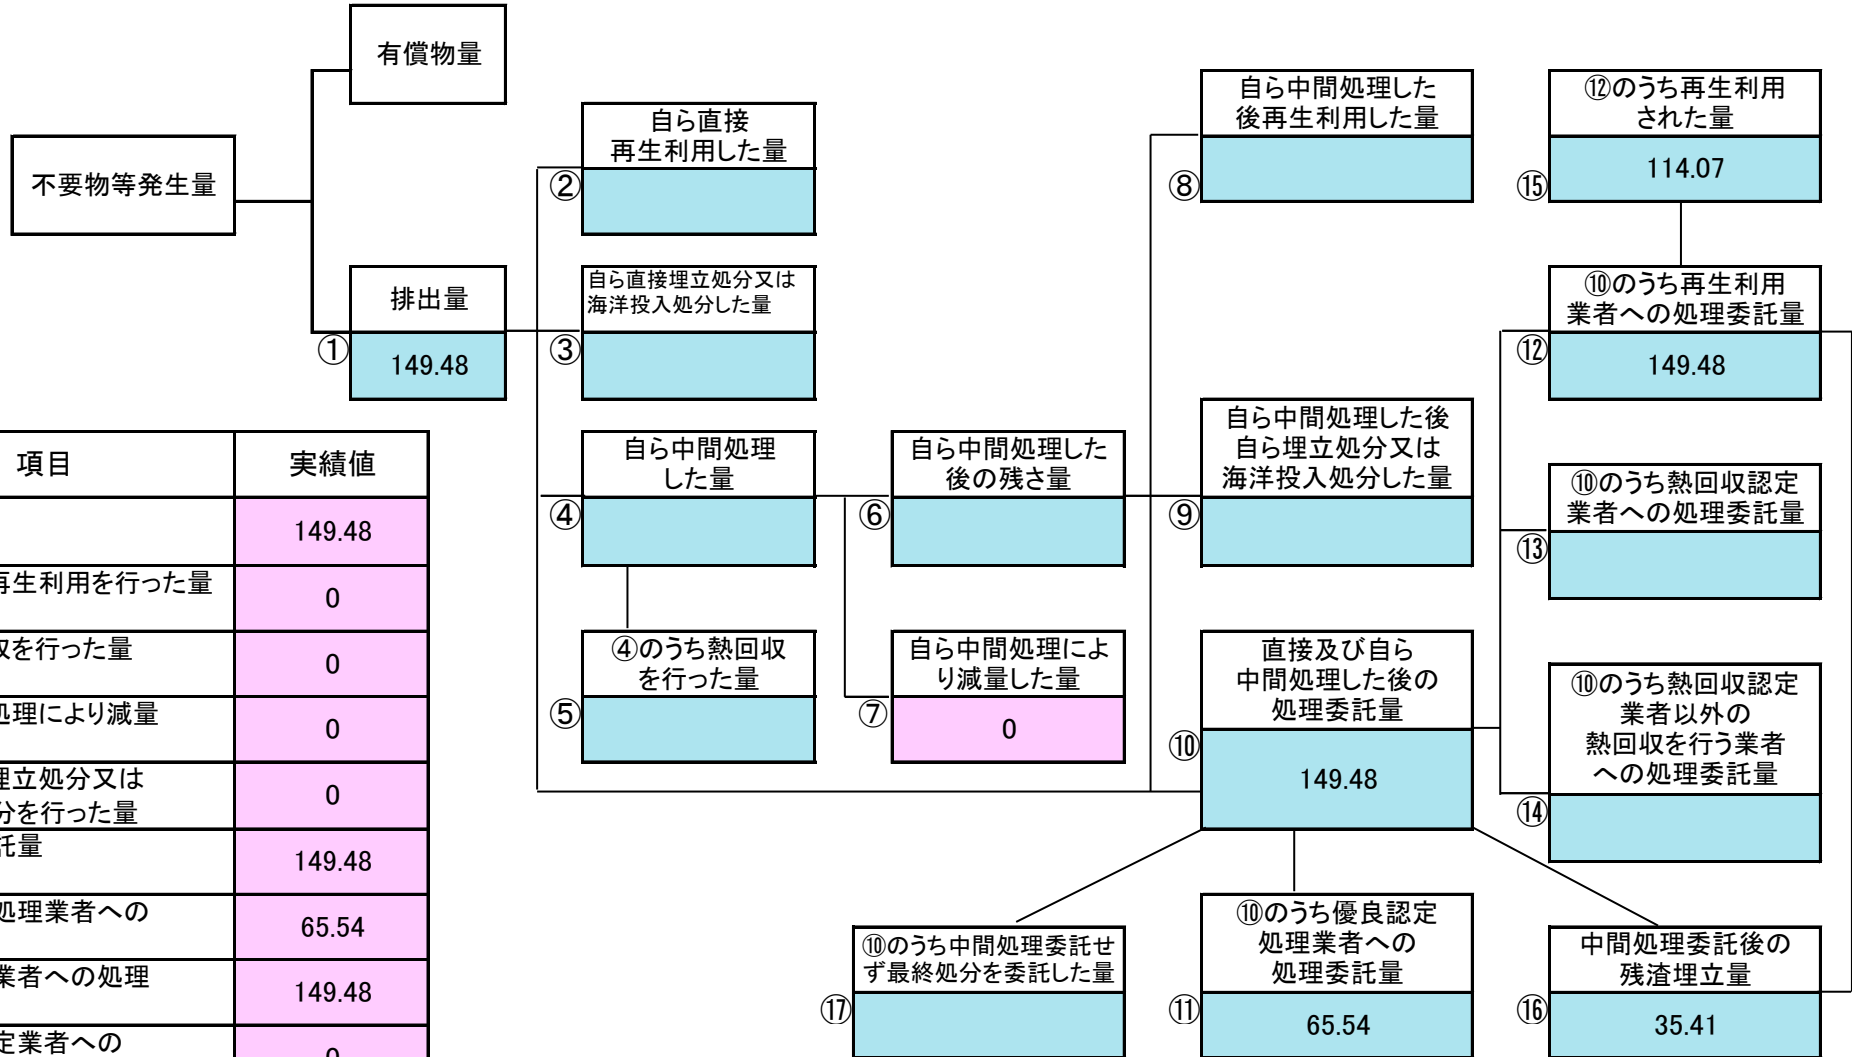 有償物量
不要物等発生量
排出量
①
149.48
自ら直接
再生利用した量
②
自ら直接埋立処分又は
海洋投入処分した量
③
自ら中間処理
した量
④
④のうち熱回収
を行った量
⑤
自ら中間処理した
後の残さ量
⑥
自ら中間処理によ
り減量した量
⑦
0
自ら中間処理した
後再生利用した量
⑧
自ら中間処理した後
自ら埋立処分又は
海洋投入処分した量
⑨
直接及び自ら
中間処理した後の
処理委託量
⑩
149.48
⑫のうち再生利用
された量
⑮
114.07
⑩のうち再生利用
業者への処理委託量
⑫
149.48
⑩のうち熱回収認定
業者への処理委託量
⑬
⑩のうち熱回収認定
業者以外の
熱回収を行う業者
への処理委託量
⑭
⑩のうち中間処理委託せ
ず最終処分を委託した量
⑰
⑩のうち優良認定
処理業者への
処理委託量
⑪
65.54
中間処理委託後の
残渣埋立量
⑯
35.41
項目 実績値
149.48
再生利用を行った量 0
を行った量 0
処理により減量 0
埋立処分又は
分を行った量 0
託量 149.48
処理業者への 65.54
業者への処理 149.48
定業者への